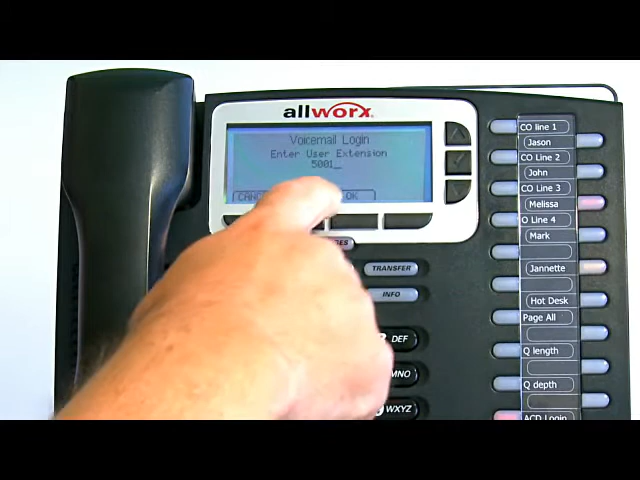 allworx
Voicemail Login
Enter User Extension
5001_
OK
TRANSFER
INFO
DEF
MNO
WXYZ
CO line 1
Jason
CO Line 2
John
CO Line 3
Melissa
O Line 4
Mark
Jannette
Hot Desk
Page All
Q length
Q depth
ACD Login